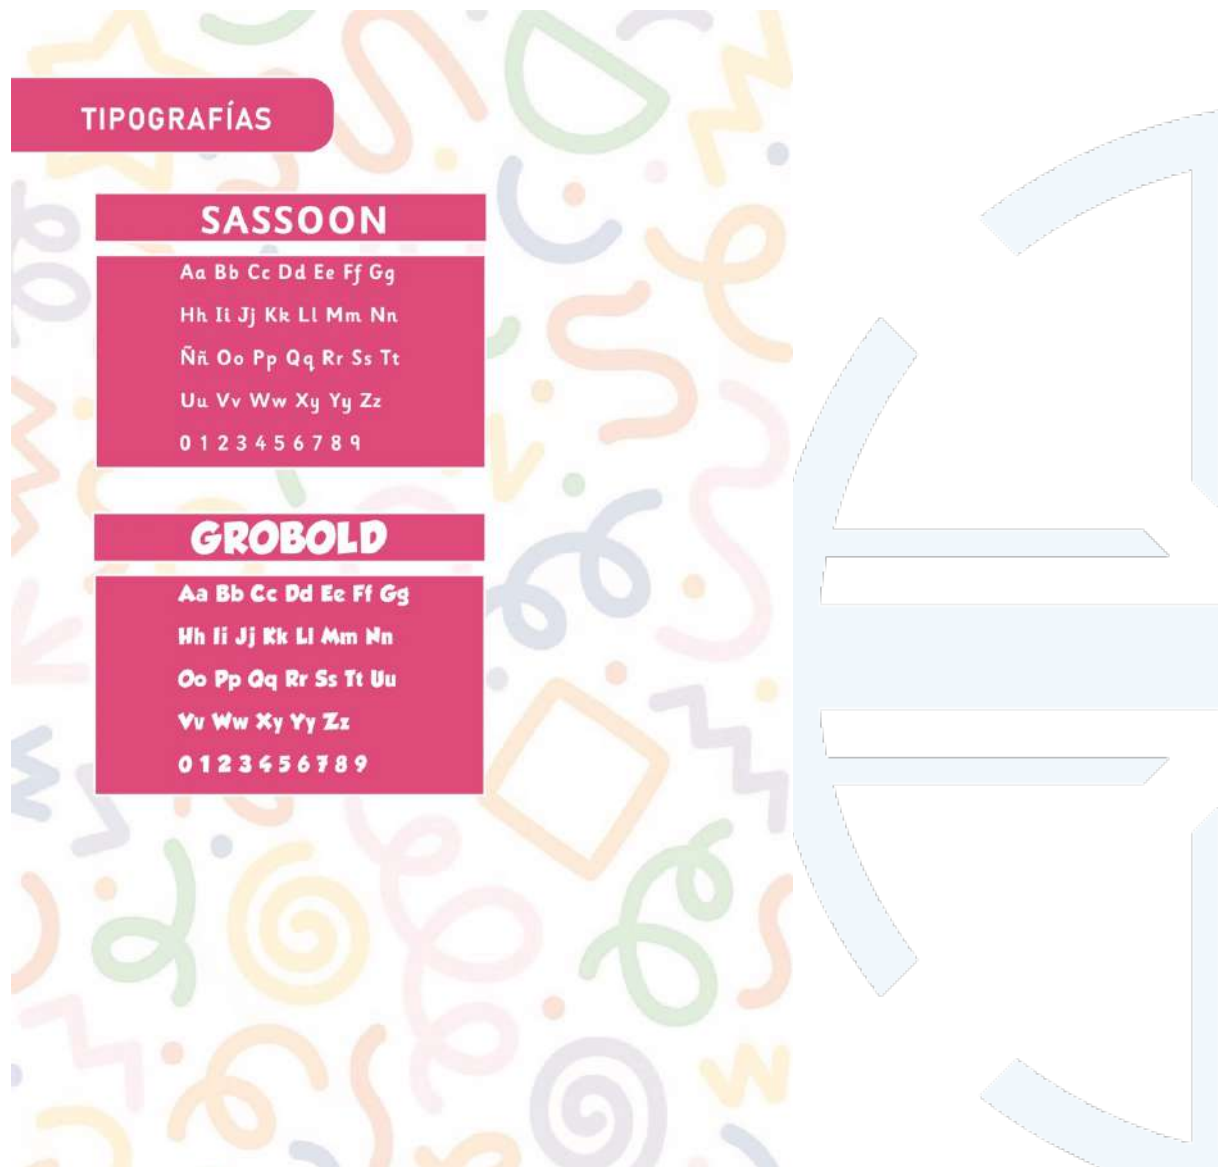 TIPOGRAFÍAS
SASSOON
Aa Bb Cc Dd Ee Ff Gg
Hh Ii Jj Kk Ll Mm Nn
Ññ Oo Pp Qq Rr Ss Tt
Uu Vv Ww Xy Yy Zz
0 1 2 3 4 5 6 7 8 9
GROBOLD
Aa Bb Cc Dd Ee Ff Gg
Hh Ii Jj Kk Ll Mm Nn
Oo Pp Qq Rr Ss Tt Uu
Vv Ww Xy Yy Zz
0 1 2 3 4 5 6 7 8 9